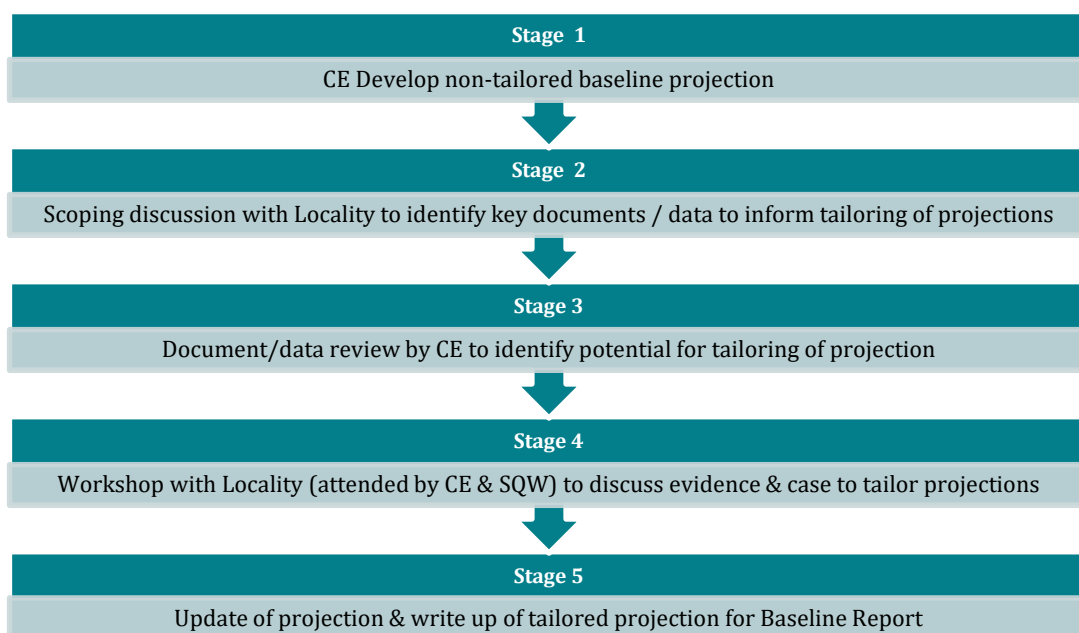 Stage 1
CE Develop non-tailored baseline projection
Stage 2
Scoping discussion with Locality to identify key documents / data to inform tailoring of projections
Stage 3
Document/data review by CE to identify potential for tailoring of projection
Stage 4
Workshop with Locality (attended by CE & SQW) to discuss evidence & case to tailor projections
Stage 5
Update of projection & write up of tailored projection for Baseline Report